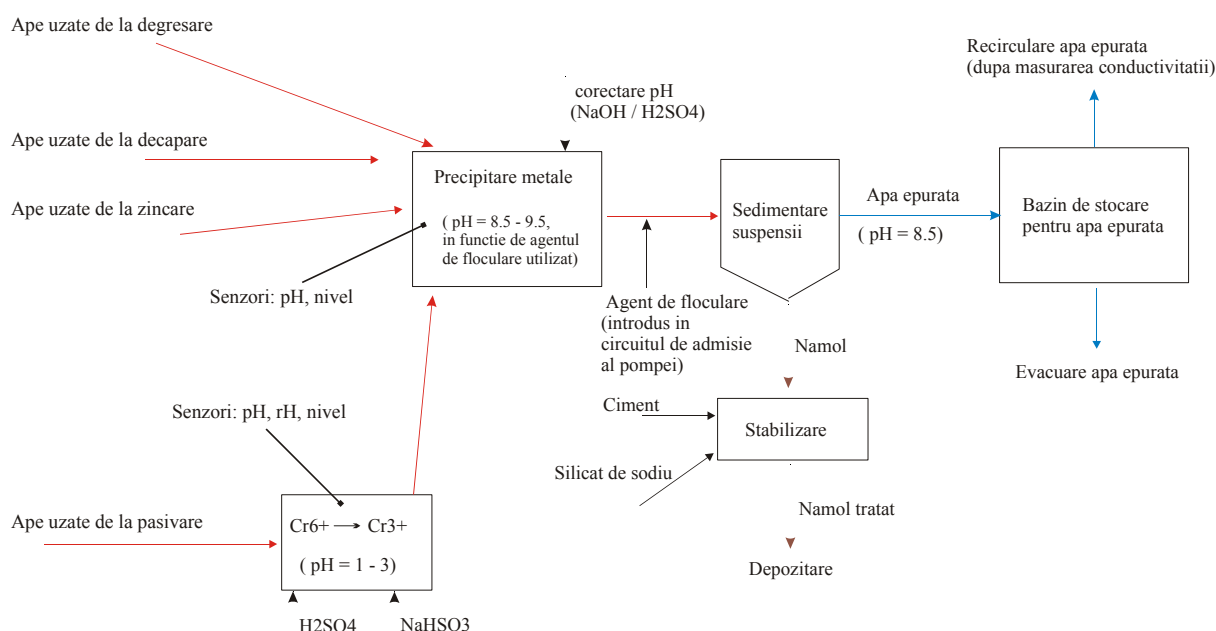 Ape uzate de la degresare
Recirculare apa epurata
(dupa masurarea conductivitatii)
corectare pH
(NaOH / H2SO4)
Ape uzate de la decapare
Precipitare metale
Ape uzate de la zincare
( pH = 8.5 - 9.5,
in functie de agentul
de floculare utilizat)
Sedimentare
suspensii
Apa epurata
( pH = 8.5)
Bazin de stocare
pentru apa epurata
Senzori: pH, nivel
Agent de floculare
(introdus in
circuitul de admisie
al pompei)
Namol
Evacuare apa epurata
Senzori: pH, rH, nivel
Ciment
Stabilizare
Silicat de sodiu
Namol tratat
Ape uzate de la pasivare
Cr6+ → Cr3+
( pH = 1 - 3)
Depozitare
H2SO4
NaHSO3